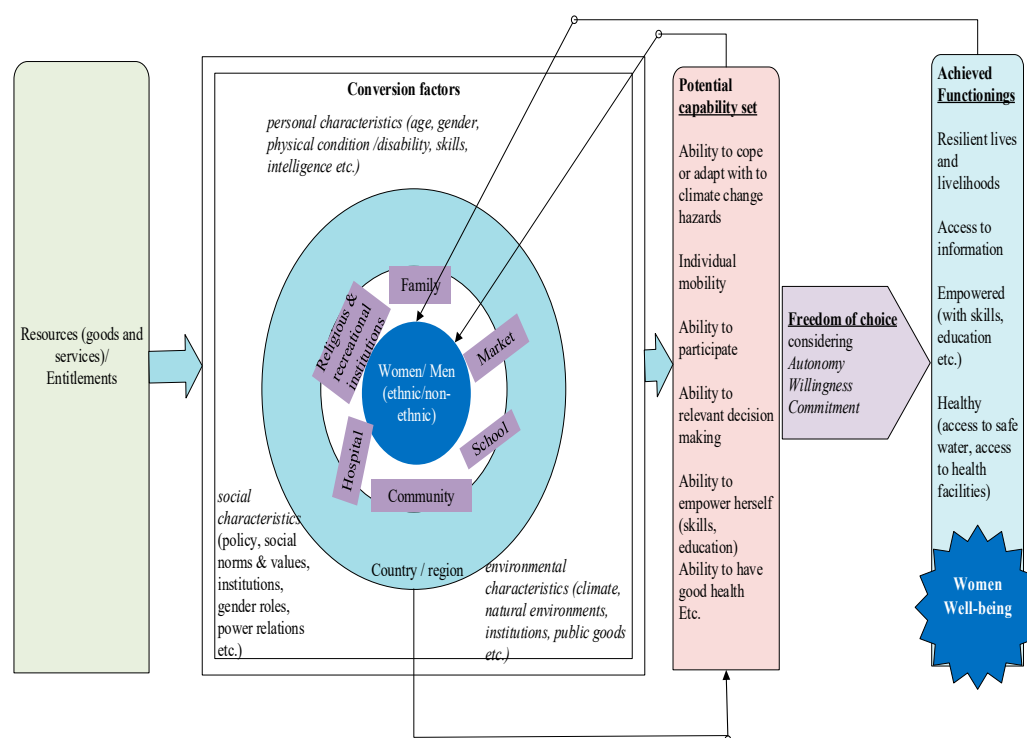 Resources (goods and
services)/
Entitlements
Conversion factors
personal characteristics (age, gender,
physical condition /disability, skills,
intelligence etc.)
Family
Religious &
recreational
institutions
Market
Women/ Men
(ethnic/non-
ethnic)
Hospital
School
Community
Country / region
social
characteristics
(policy, social
norms & values,
institutions,
gender roles,
power relations
etc.)
environmental
characteristics (climate,
natural environments,
institutions, public goods
etc.)
Potential
capability set
Ability to cope
or adapt with to
climate change
hazards
Individual
mobility
Ability to
participate
Ability to
relevant decision
making
Ability to
empower herself
(skills,
education)
Ability to have
good health
Etc.
Freedom of choice
considering
Autonomy
Willingness
Commitment
Achieved
Functionings
Resilient lives
and
livelihoods
Access to
information
Empowered
(with skills,
education
etc.)
Healthy
(access to safe
water, access
to health
facilities)
Women
Well-being